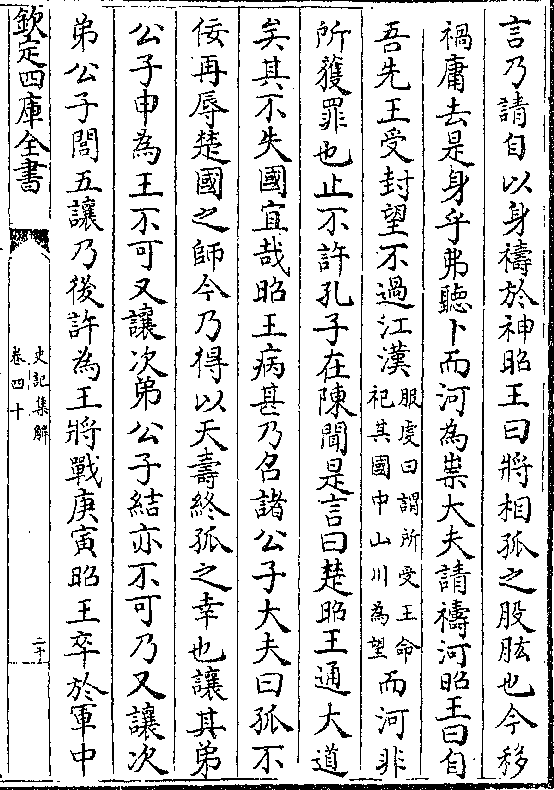 言乃請自以身禱於神昭王曰將相孤之股肱也今移
禍庸去是身乎弗聽卜而河為祟大夫請禱河昭王曰自
吾先王受封望不過江漢服虔曰謂所受王命祀其國中山川為望而河非
所獲罪也止不許孔子在陳聞是言曰楚昭王通大道
矣其不失國宜哉昭王病甚乃召諸公子大夫曰孤不
佞再辱楚國之師今乃得以天壽終孤之幸也讓其弟
公子申為王不可又讓次弟公子結亦不可乃又讓次
弟公子閭五讓乃後許為王將戰庚寅昭王卒於軍中
欽定四庫全書
史記集解
卷四十
二十